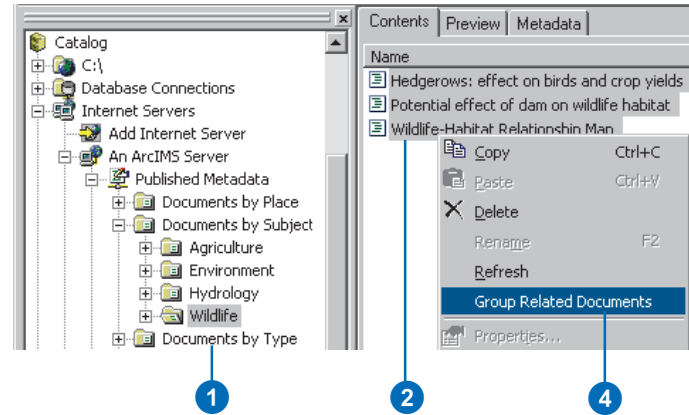 Catalog
C:\
Database Connections
Internet Servers
Add Internet Server
An ArcIMS Server
Published Metadata
Documents by Place
Documents by Subject
Agriculture
Environment
Hydrology
Wildlife
Documents by Type
1
Contents Preview Metadata
Name
Hedgerows: effect on birds and crop yields
Potential effect of dam on wildlife habitat
Wildlife-Habitat Relationship Map
Copy Ctrl+C
Paste Ctrl+V
Delete
Rename F2
Refresh
Group Related Documents
Properties...
2
4